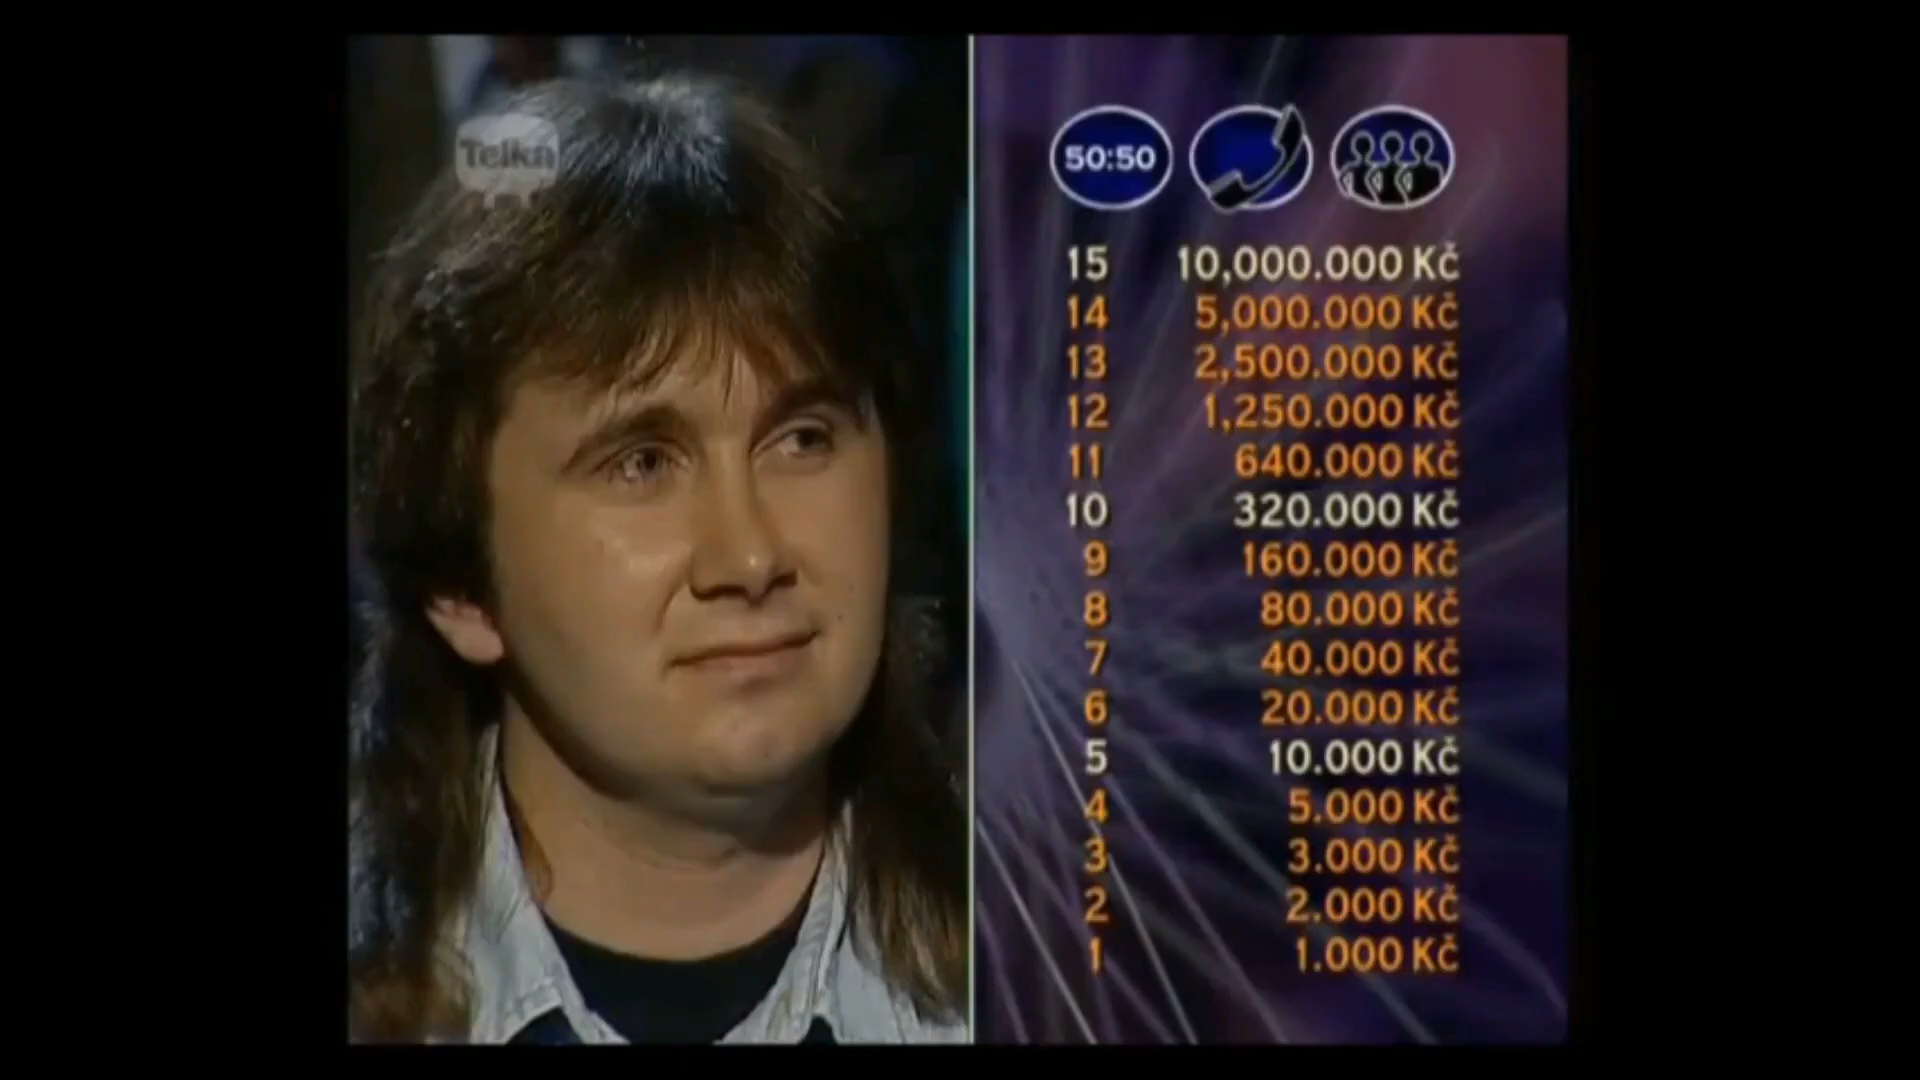 Telka
50:50
15 10,000.000 Kč
14 5,000.000 Kč
13 2,500.000 Kč
12 1,250.000 Kč
11 640.000 Kč
10 320.000 Kč
9 160.000 Kč
8 80.000 Kč
7 40.000 Kč
6 20.000 Kč
5 10.000 Kč
4 5.000 Kč
3 3.000 Kč
2 2.000 Kč
1 1.000 Kč